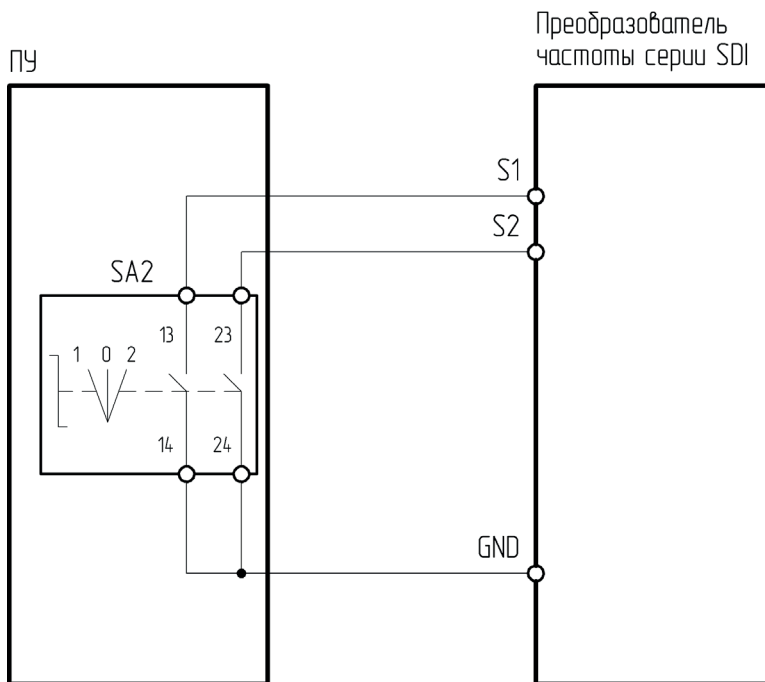 Преобразователь
частоты серии SDI
ПУ
S1
S2
SA2
13 23
1 0 2
14 24
GND